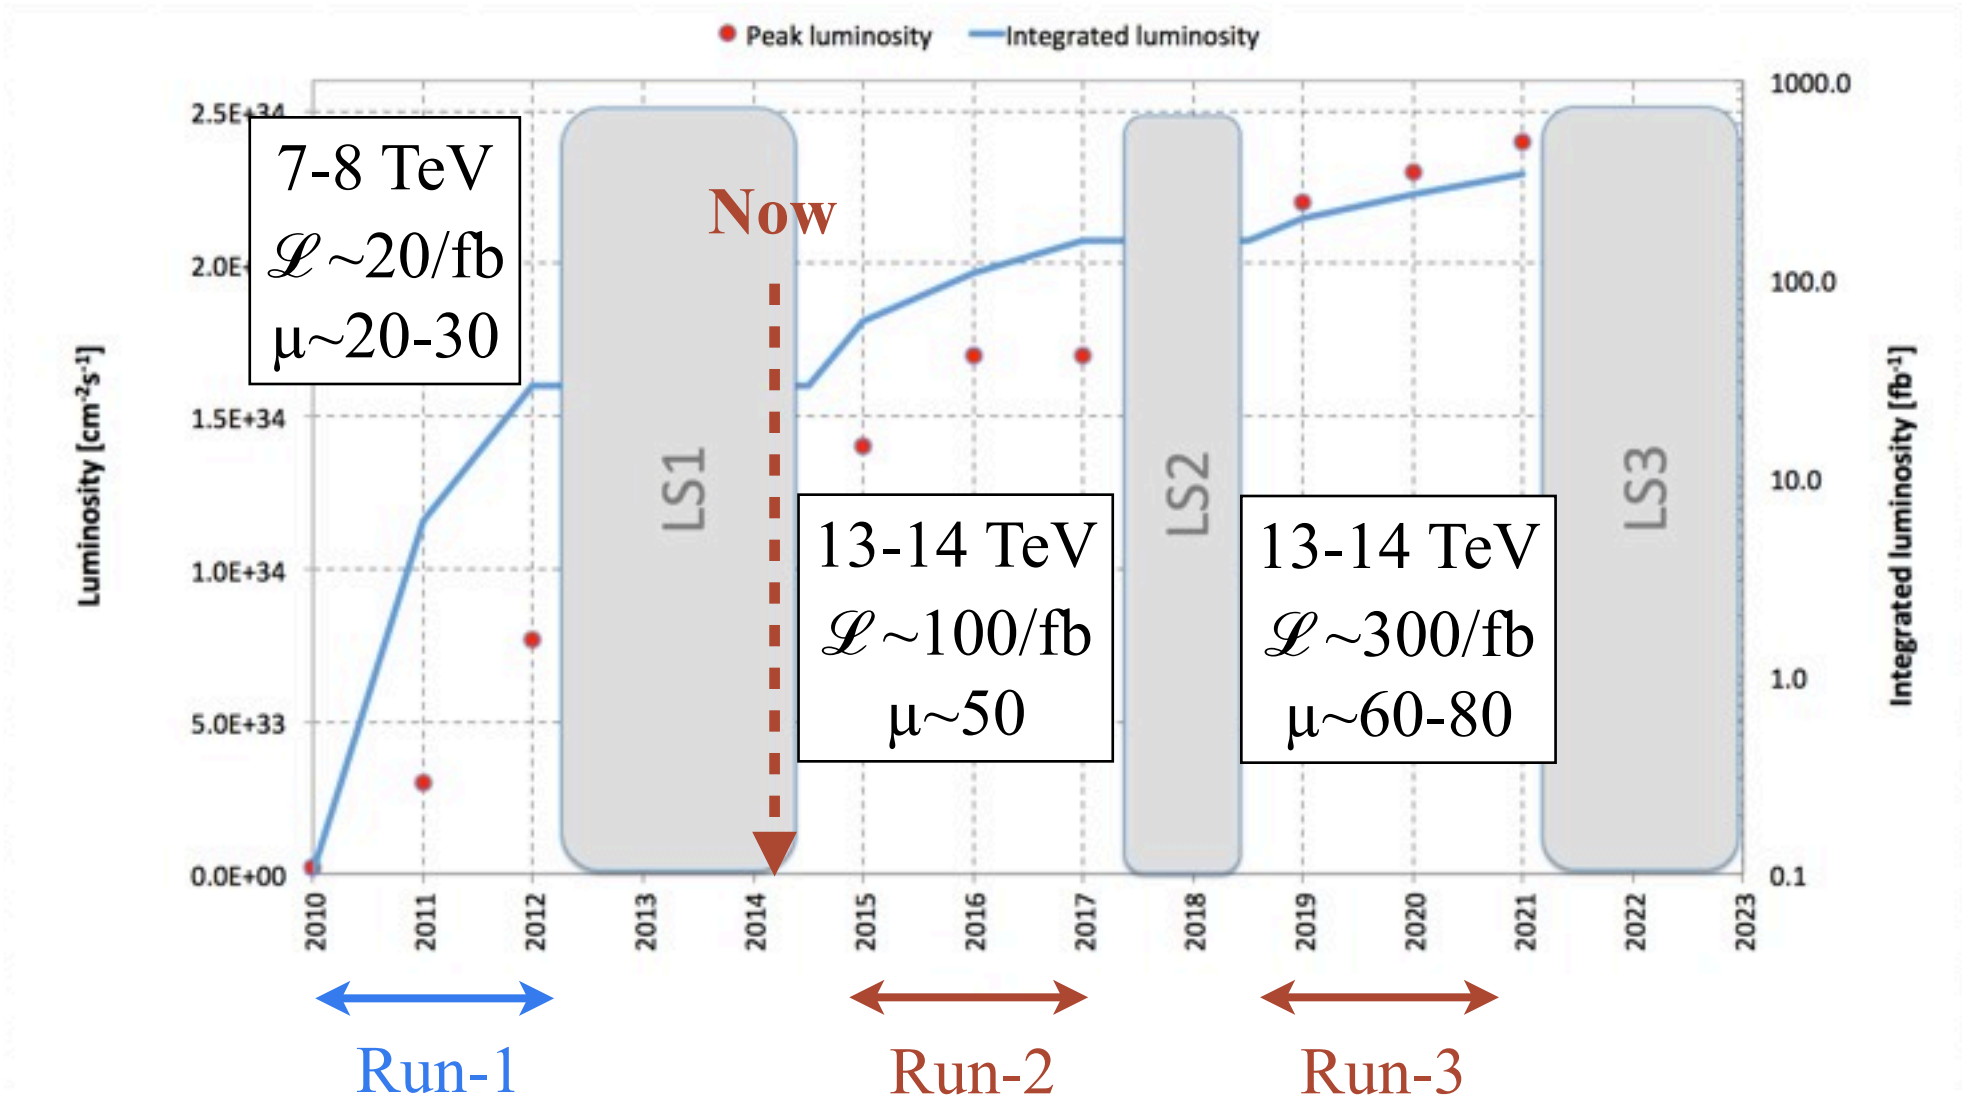 Peak luminosity
Integrated luminosity
2.5E+34
2.0E+
1.5E+34
1.0E+34
5.0E+33
0.0E+00
Luminosity [cm⁻²s⁻¹]
1000.0
100.0
10.0
1.0
0.1
Integrated luminosity [fb⁻¹]
7-8 TeV
ℒ ~20/fb
μ~20-30
LS1
Now
13-14 TeV
ℒ ~100/fb
μ~50
LS2
13-14 TeV
ℒ ~300/fb
μ~60-80
LS3
2010
2011
2012
2013
2014
2015
2016
2017
2018
2019
2020
2021
2022
2023
Run-1
Run-2
Run-3